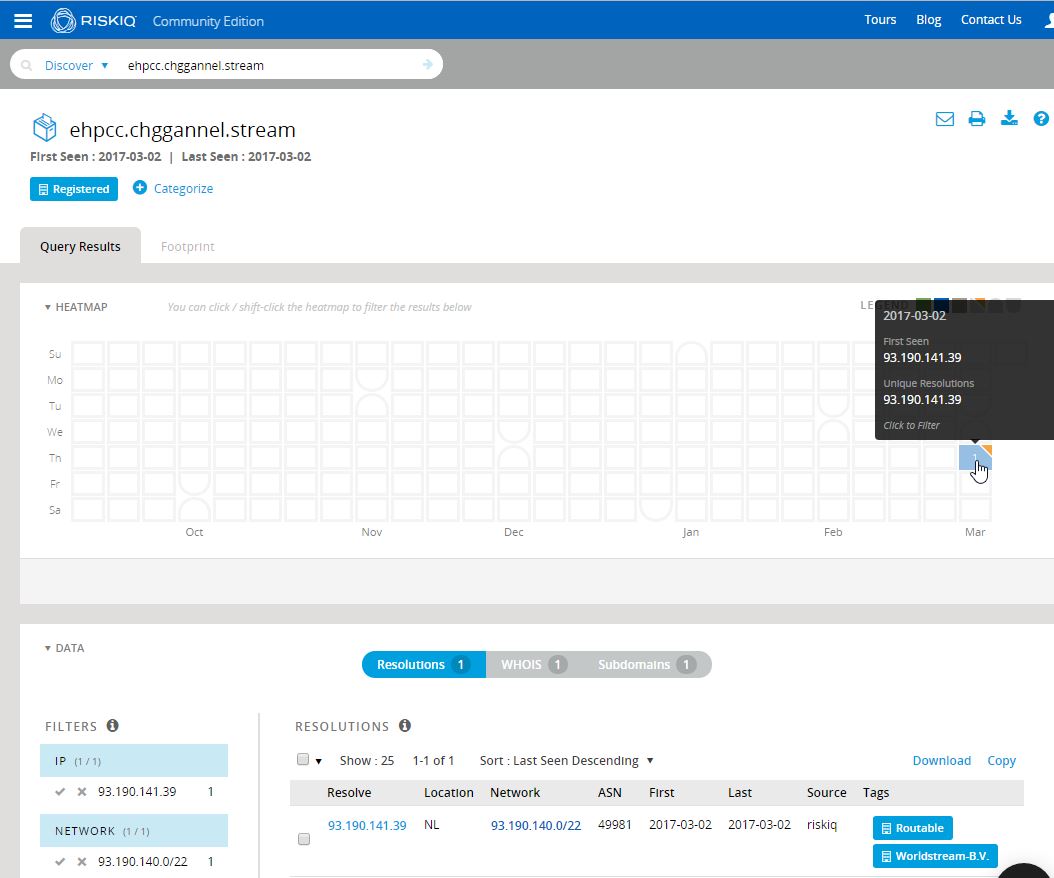 RISKIQ Community Edition Tours Blog Contact Us
Discover ▾ ehpcc.chggannel.stream
ehpcc.chggannel.stream
First Seen : 2017-03-02 | Last Seen : 2017-03-02
Registered Categorize
Query Results Footprint
HEATMAP You can click / shift-click the heatmap to filter the results below LEGEND
2017-03-02
First Seen
93.190.141.39
Unique Resolutions
93.190.141.39
Click to Filter
Su
Mo
Tu
We
Th 1
Fr
Sa
Oct Nov Dec Jan Feb Mar
DATA
Resolutions 1 WHOIS 1 Subdomains 1
FILTERS
IP (1 / 1)
93.190.141.39 1
NETWORK (1 / 1)
93.190.140.0/22 1
RESOLUTIONS
Show : 25 1-1 of 1 Sort : Last Seen Descending Download Copy
Resolve Location Network ASN First Last Source Tags
93.190.141.39 NL 93.190.140.0/22 49981 2017-03-02 2017-03-02 riskiq Routable
Worldstream-B.V.